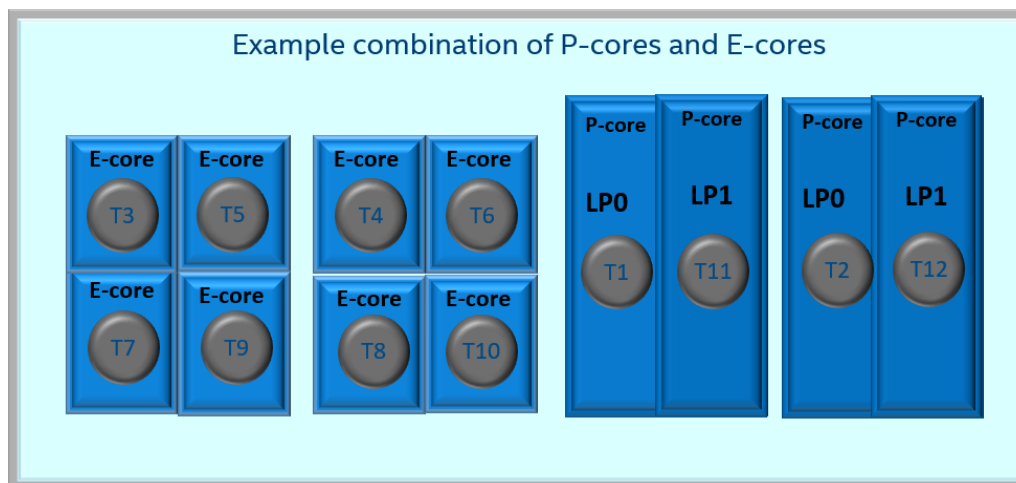 Example combination of P-cores and E-cores
E-core
T3
E-core
T5
E-core
T7
E-core
T9
E-core
T4
E-core
T6
E-core
T8
E-core
T10
P-core
LP0
T1
P-core
LP1
T11
P-core
LP0
T2
P-core
LP1
T12